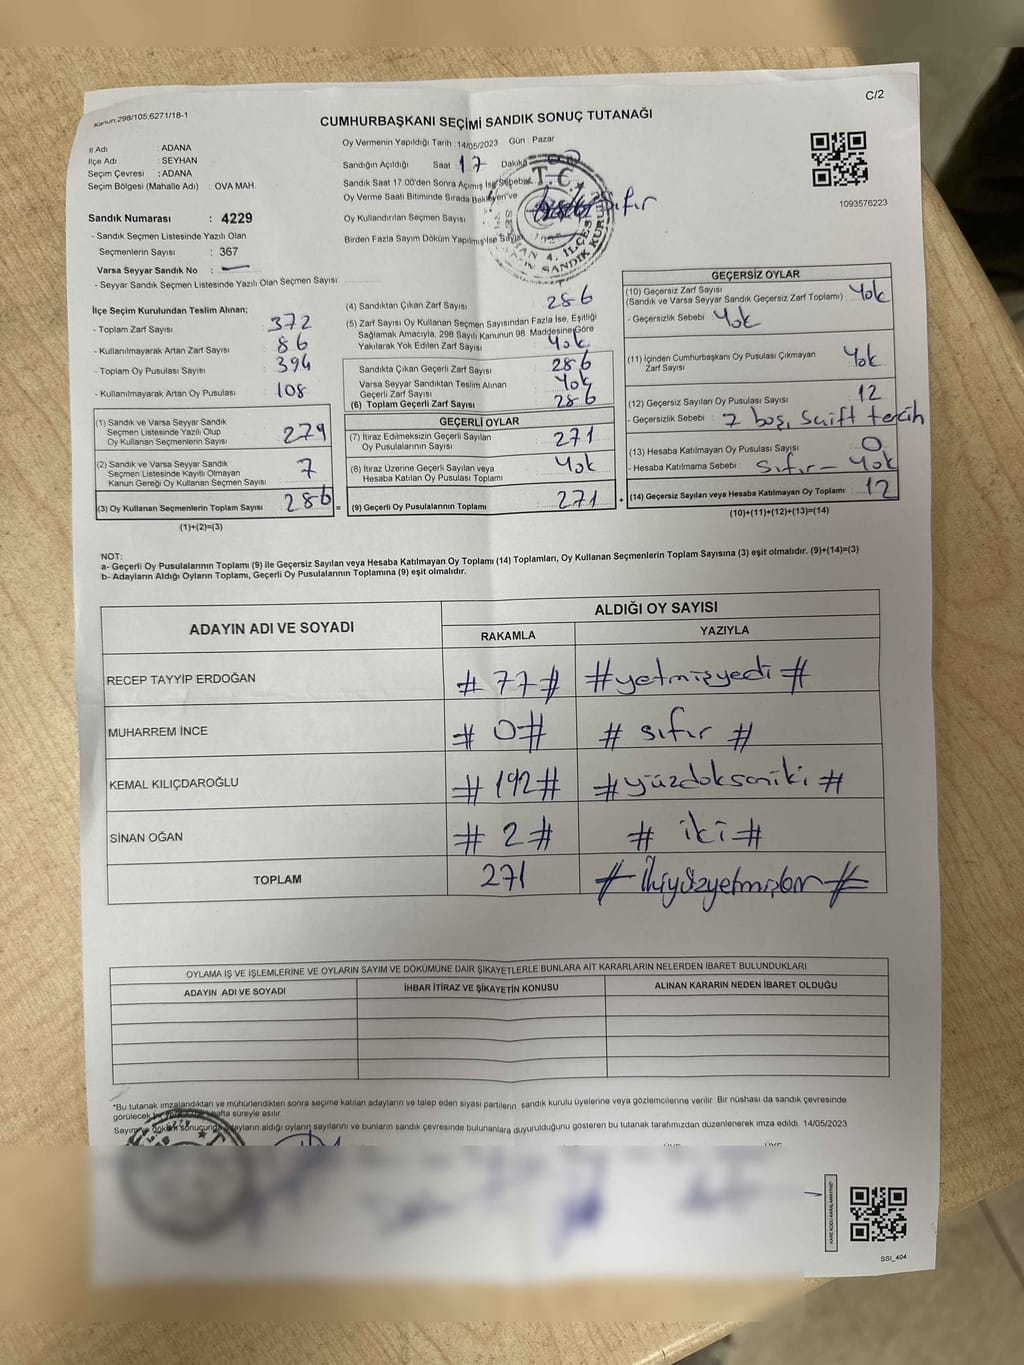 Kanun 298/105,6271/18-1
C/2
CUMHURBAŞKANI SEÇİMİ SANDIK SONUÇ TUTANAĞI
İl Adı : ADANA
İlçe Adı : SEYHAN
Seçim Çevresi : ADANA
Seçim Bölgesi (Mahalle Adı) : OVA MAH.
Sandık Numarası : 4229
- Sandık Seçmen Listesinde Yazılı Olan
Seçmenlerin Sayısı : 367
Varsa Seyyar Sandık No :
- Seyyar Sandık Seçmen Listesinde Yazılı Olan Seçmen Sayısı
Oy Vermenin Yapıldığı Tarih : 14/05/2023 Gün : Pazar
Sandığın Açıldığı Saat 17 Dakika
Sandık Saat 17:00'den Sonra Açılmış İse Sebebi
Oy Verme Saati Bitiminde Sırada Bekleyen ve
Oy Kullandırılan Seçmen Sayısı sıfır
Birden Fazla Sayım Döküm Yapılmış İse Sayısı
T.C.
SEYHAN 4. İLÇE
SANDIK KURULU
1093576223
İlçe Seçim Kurulundan Teslim Alınan;
- Toplam Zarf Sayısı 372
- Kullanılmayarak Artan Zarf Sayısı 86
- Toplam Oy Pusulası Sayısı 394
- Kullanılmayarak Artan Oy Pusulası 108
(1) Sandık ve Varsa Seyyar Sandık
Seçmen Listesinde Yazılı Olup
Oy Kullanan Seçmenlerin Sayısı 279
(2) Sandık ve Varsa Seyyar Sandık
Seçmen Listesinde Kayıtlı Olmayan
Kanun Gereği Oy Kullanan Seçmen Sayısı 7
(3) Oy Kullanan Seçmenlerin Toplam Sayısı 286 =
(1)+(2)=(3)
(4) Sandıktan Çıkan Zarf Sayısı 286
(5) Zarf Sayısı Oy Kullanan Seçmen Sayısından Fazla İse, Eşitliği
Sağlamak Amacıyla, 298 Sayılı Kanunun 98. Maddesine Göre
Yakılarak Yok Edilen Zarf Sayısı Yok
Sandıkta Çıkan Geçerli Zarf Sayısı 286
Varsa Seyyar Sandıktan Teslim Alınan
Geçerli Zarf Sayısı Yok
(6) Toplam Geçerli Zarf Sayısı 286
GEÇERLİ OYLAR
(7) İtiraz Edilmeksizin Geçerli Sayılan
Oy Pusulalarının Sayısı 271
(8) İtiraz Üzerine Geçerli Sayılan veya
Hesaba Katılan Oy Pusulası Toplamı Yok
(9) Geçerli Oy Pusulalarının Toplamı 271 +
GEÇERSİZ OYLAR
(10) Geçersiz Zarf Sayısı
(Sandık ve Varsa Seyyar Sandık Geçersiz Zarf Toplamı) Yok
- Geçersizlik Sebebi : Yok
(11) İçinden Cumhurbaşkanı Oy Pusulası Çıkmayan
Zarf Sayısı Yok
(12) Geçersiz Sayılan Oy Pusulası Sayısı : 12
- Geçersizlik Sebebi : 7 boş, 5 çift tercih
(13) Hesaba Katılmayan Oy Pusulası Sayısı : 0
- Hesaba Katılmama Sebebi : sıfır - Yok
(14) Geçersiz Sayılan veya Hesaba Katılmayan Oy Toplamı : 12
(10)+(11)+(12)+(13)=(14)
NOT:
a- Geçerli Oy Pusulalarının Toplamı (9) ile Geçersiz Sayılan veya Hesaba Katılmayan Oy Toplamı (14) Toplamları, Oy Kullanan Seçmenlerin Toplam Sayısına (3) eşit olmalıdır. (9)+(14)=(3)
b- Adayların Aldığı Oyların Toplamı, Geçerli Oy Pusulalarının Toplamına (9) eşit olmalıdır.
ADAYIN ADI VE SOYADI
ALDIĞI OY SAYISI
RAKAMLA YAZIYLA
RECEP TAYYİP ERDOĞAN # 77 # # yetmişyedi #
MUHARREM İNCE # 0 # # sıfır #
KEMAL KILIÇDAROĞLU # 192 # # yüzdoksaniki #
SİNAN OĞAN # 2 # # iki #
TOPLAM 271 # ikiyüzyetmişbir #
OYLAMA İŞ VE İŞLEMLERİNE VE OYLARIN SAYIM VE DÖKÜMÜNE DAİR ŞİKAYETLERLE BUNLARA AİT KARARLARIN NELERDEN İBARET BULUNDUKLARI
ADAYIN ADI VE SOYADI İHBAR İTİRAZ VE ŞİKAYETİN KONUSU ALINAN KARARIN NEDEN İBARET OLDUĞU
*Bu tutanak imzalandıktan ve mühürlendikten sonra seçime katılan adayların ve talep eden siyasi partilerin sandık kurulu üyelerine veya gözlemcilerine verilir. Bir nüshası da sandık çevresinde
görülecek bir yere bir hafta süreyle asılır.
Sayım ve döküm sonucunda adayların aldığı oyların sayılarını ve bunların sandık çevresinde bulunanlara duyurulduğunu gösteren bu tutanak tarafımızdan düzenlenerek imza edildi. 14/05/2023
KARE KODU KARALAMAYINIZ!
SSI_404